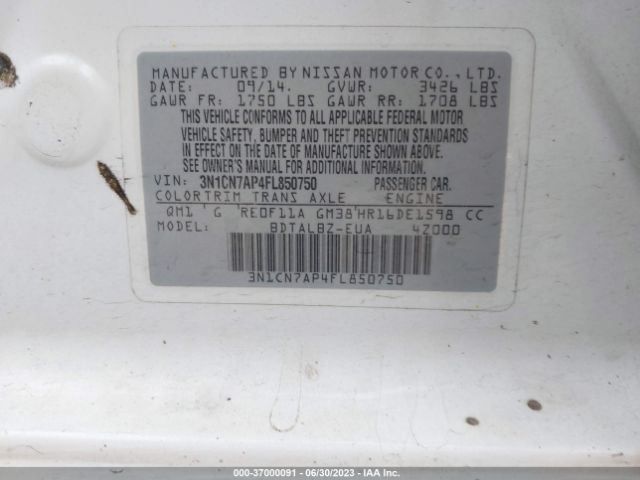 MANUFACTURED BY NISSAN MOTOR CO., LTD.
DATE: 09/14. GVWR: 3426 LBS
GAWR FR: 1750 LBS GAWR RR: 1708 LBS
THIS VEHICLE CONFORMS TO ALL APPLICABLE FEDERAL MOTOR
VEHICLE SAFETY, BUMPER AND THEFT PREVENTION STANDARDS
IN EFFECT ON THE DATE OF MANUFACTURE SHOWN ABOVE.
SEE OWNER'S MANUAL FOR ADDITIONAL INFORMATION.
VIN: 3N1CN7AP4FL850750 PASSENGER CAR.
COLOR TRIM TRANS AXLE ENGINE
QM1 G RE0F11A GM38 HR16DE 1598 CC
MODEL: BDTALBZ-EUA 4Z000
3N1CN7AP4FL850750
000-37000091 - 06/30/2023 - IAA Inc.